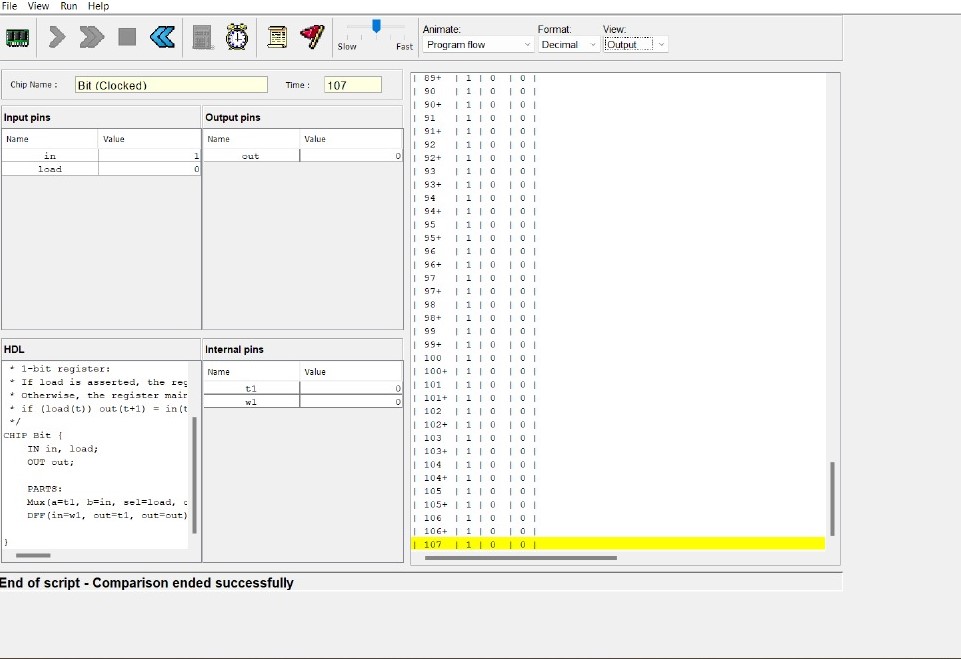 File View Run Help
Slow Fast
Animate: Format: View:
Program flow Decimal Output
Chip Name : Bit (Clocked) Time : 107
Input pins Output pins
Name Value Name Value
in 1 out 0
load 0
HDL Internal pins
Name Value
t1 0
w1 0
* 1-bit register:
* If load is asserted, the reg
* Otherwise, the register main
* if (load(t)) out(t+1) = in(t
*/
CHIP Bit {
IN in, load;
OUT out;
PARTS:
Mux(a=t1, b=in, sel=load, o
DFF(in=w1, out=t1, out=out)
}
| 89+ | 1 | 0 | 0 |
| 90 | 1 | 0 | 0 |
| 90+ | 1 | 0 | 0 |
| 91 | 1 | 0 | 0 |
| 91+ | 1 | 0 | 0 |
| 92 | 1 | 0 | 0 |
| 92+ | 1 | 0 | 0 |
| 93 | 1 | 0 | 0 |
| 93+ | 1 | 0 | 0 |
| 94 | 1 | 0 | 0 |
| 94+ | 1 | 0 | 0 |
| 95 | 1 | 0 | 0 |
| 95+ | 1 | 0 | 0 |
| 96 | 1 | 0 | 0 |
| 96+ | 1 | 0 | 0 |
| 97 | 1 | 0 | 0 |
| 97+ | 1 | 0 | 0 |
| 98 | 1 | 0 | 0 |
| 98+ | 1 | 0 | 0 |
| 99 | 1 | 0 | 0 |
| 99+ | 1 | 0 | 0 |
| 100 | 1 | 0 | 0 |
| 100+ | 1 | 0 | 0 |
| 101 | 1 | 0 | 0 |
| 101+ | 1 | 0 | 0 |
| 102 | 1 | 0 | 0 |
| 102+ | 1 | 0 | 0 |
| 103 | 1 | 0 | 0 |
| 103+ | 1 | 0 | 0 |
| 104 | 1 | 0 | 0 |
| 104+ | 1 | 0 | 0 |
| 105 | 1 | 0 | 0 |
| 105+ | 1 | 0 | 0 |
| 106 | 1 | 0 | 0 |
| 106+ | 1 | 0 | 0 |
| 107 | 1 | 0 | 0 |
End of script - Comparison ended successfully